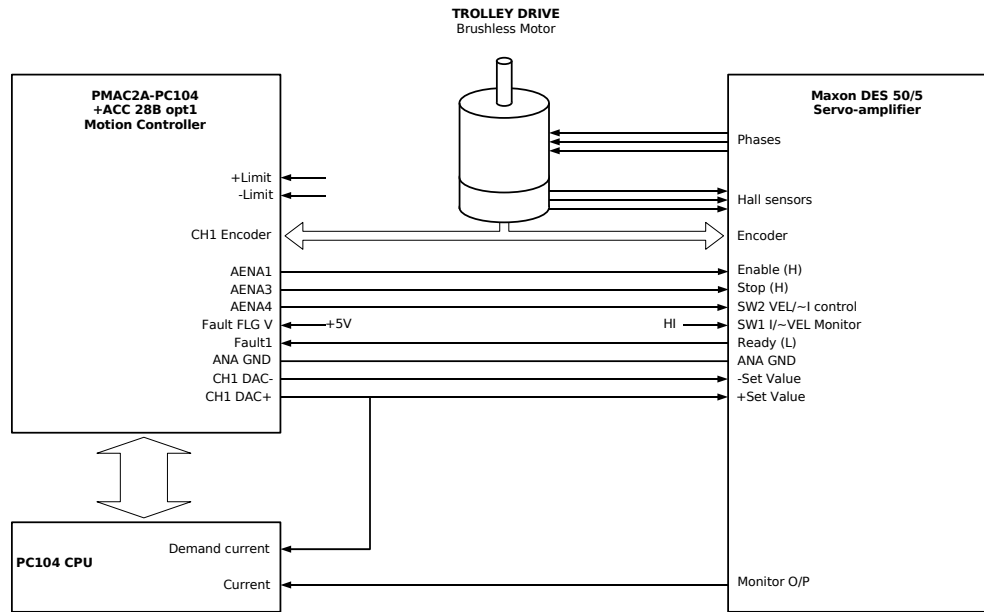 TROLLEY DRIVE
Brushless Motor
PMAC2A-PC104
+ACC 28B opt1
Motion Controller
+Limit
-Limit
CH1 Encoder
AENA1
AENA3
AENA4
Fault FLG V
+5V
Fault1
ANA GND
CH1 DAC-
CH1 DAC+
Maxon DES 50/5
Servo-amplifier
Phases
Hall sensors
Encoder
Enable (H)
Stop (H)
SW2 VEL/~I control
HI
SW1 I/~VEL Monitor
Ready (L)
ANA GND
-Set Value
+Set Value
Monitor O/P
PC104 CPU
Demand current
Current